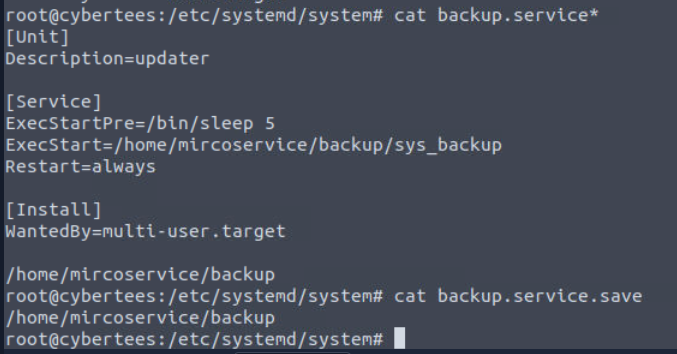 root@cybertees:/etc/systemd/system# cat backup.service*
[Unit]
Description=updater
[Service]
ExecStartPre=/bin/sleep 5
ExecStart=/home/mircoservice/backup/sys_backup
Restart=always
[Install]
WantedBy=multi-user.target
/home/mircoservice/backup
root@cybertees:/etc/systemd/system# cat backup.service.save
/home/mircoservice/backup
root@cybertees:/etc/systemd/system#